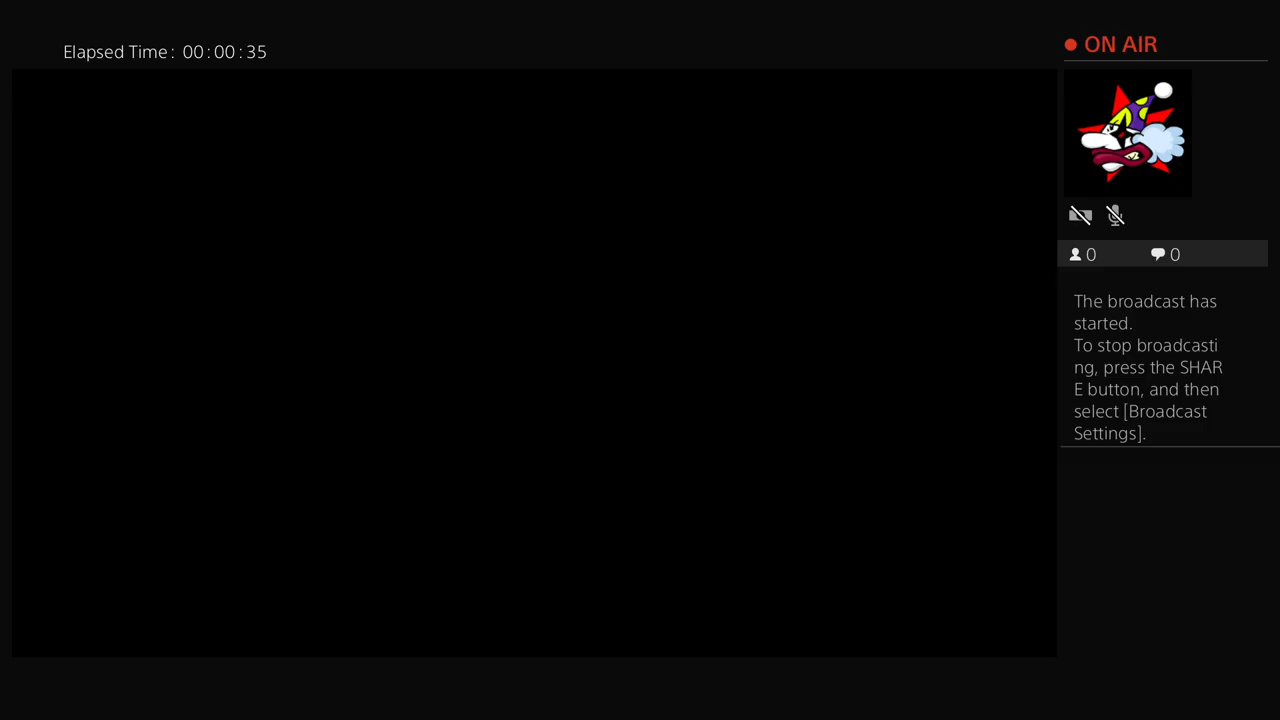 Elapsed Time: 00:00:35
ON AIR
0 0
The broadcast has
started.
To stop broadcasti
ng, press the SHAR
E button, and then
select [Broadcast
Settings].